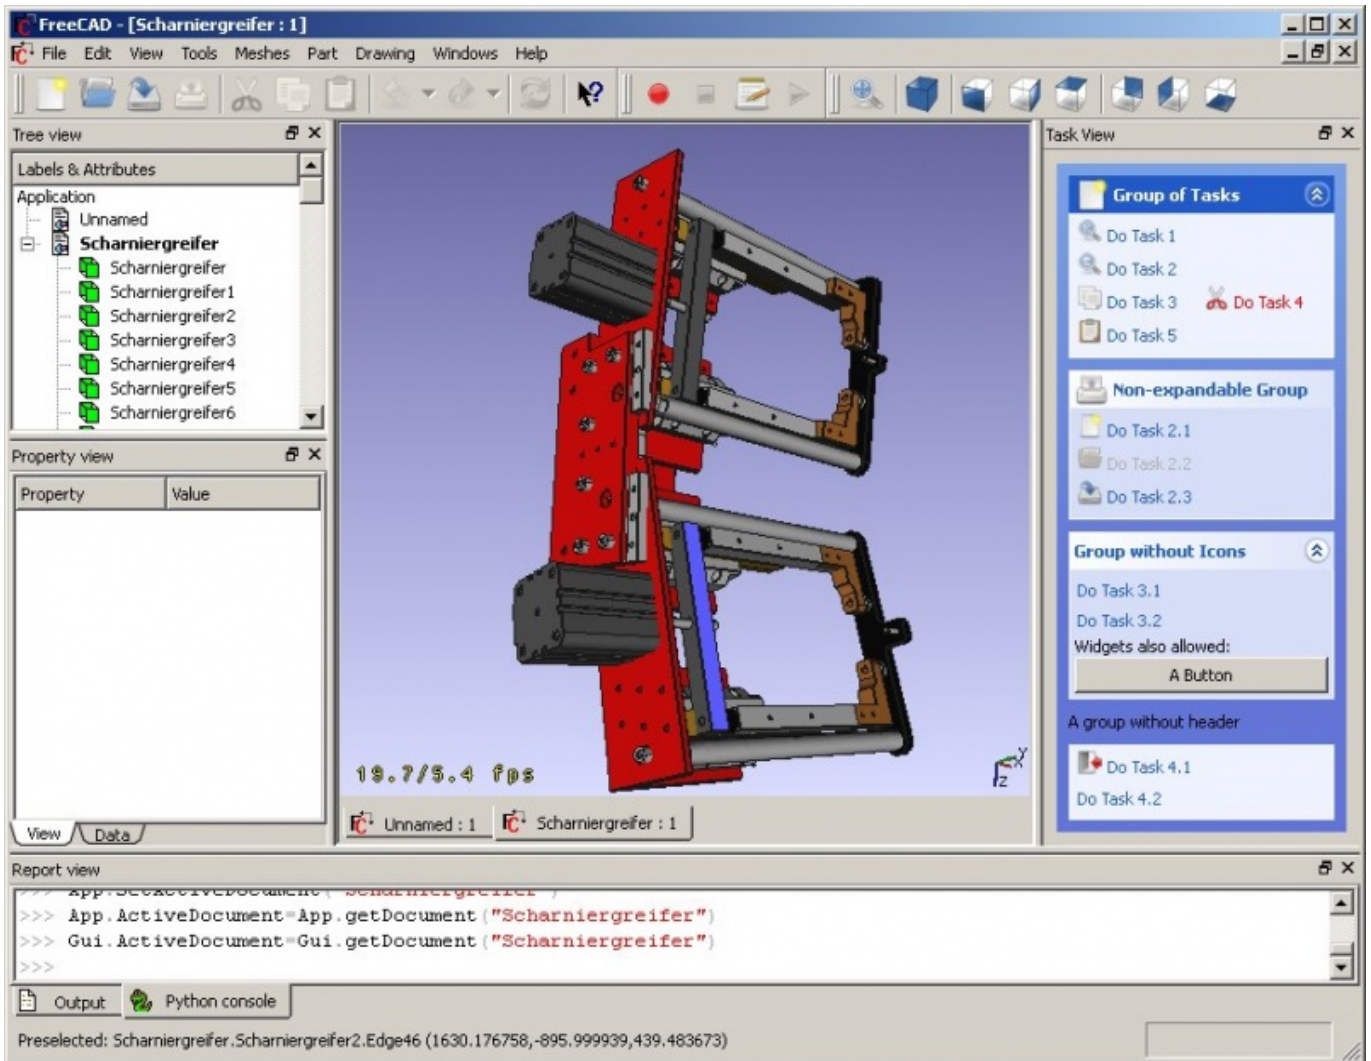 FreeCAD - [Scharniergreifer : 1]
File Edit View Tools Meshes Part Drawing Windows Help
Tree view
Labels & Attributes
Application
Unnamed
Scharniergreifer
Scharniergreifer
Scharniergreifer1
Scharniergreifer2
Scharniergreifer3
Scharniergreifer4
Scharniergreifer5
Scharniergreifer6
Property view
Property Value
View Data
19.7/5.4 fps
Y
X
Z
Unnamed : 1 Scharniergreifer : 1
Task View
Group of Tasks
Do Task 1
Do Task 2
Do Task 3 Do Task 4
Do Task 5
Non-expandable Group
Do Task 2.1
Do Task 2.2
Do Task 2.3
Group without Icons
Do Task 3.1
Do Task 3.2
Widgets also allowed:
A Button
A group without header
Do Task 4.1
Do Task 4.2
Report view
>>> App.SetActiveDocument("Scharniergreifer")
>>> App.ActiveDocument=App.getDocument("Scharniergreifer")
>>> Gui.ActiveDocument=Gui.getDocument("Scharniergreifer")
>>>
Output Python console
Preselected: Scharniergreifer.Scharniergreifer2.Edge46 (1630.176758,-895.999939,439.483673)